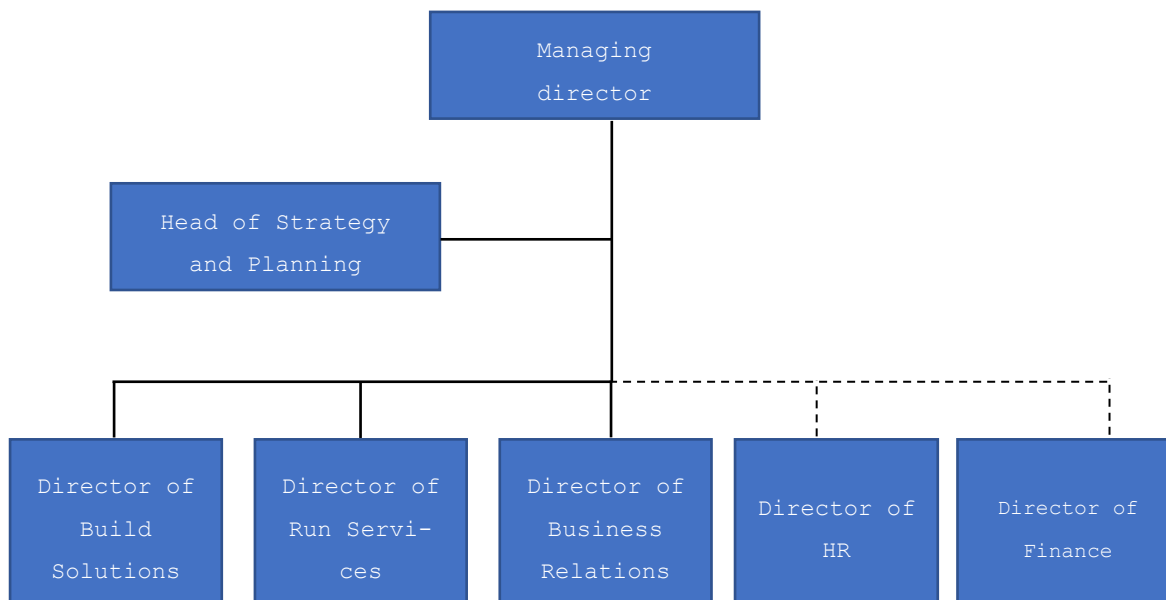 Managing
director
Head of Strategy
and Planning
Director of
Build
Solutions
Director of
Run Servi-
ces
Director of
Business
Relations
Director of
HR
Director of
Finance